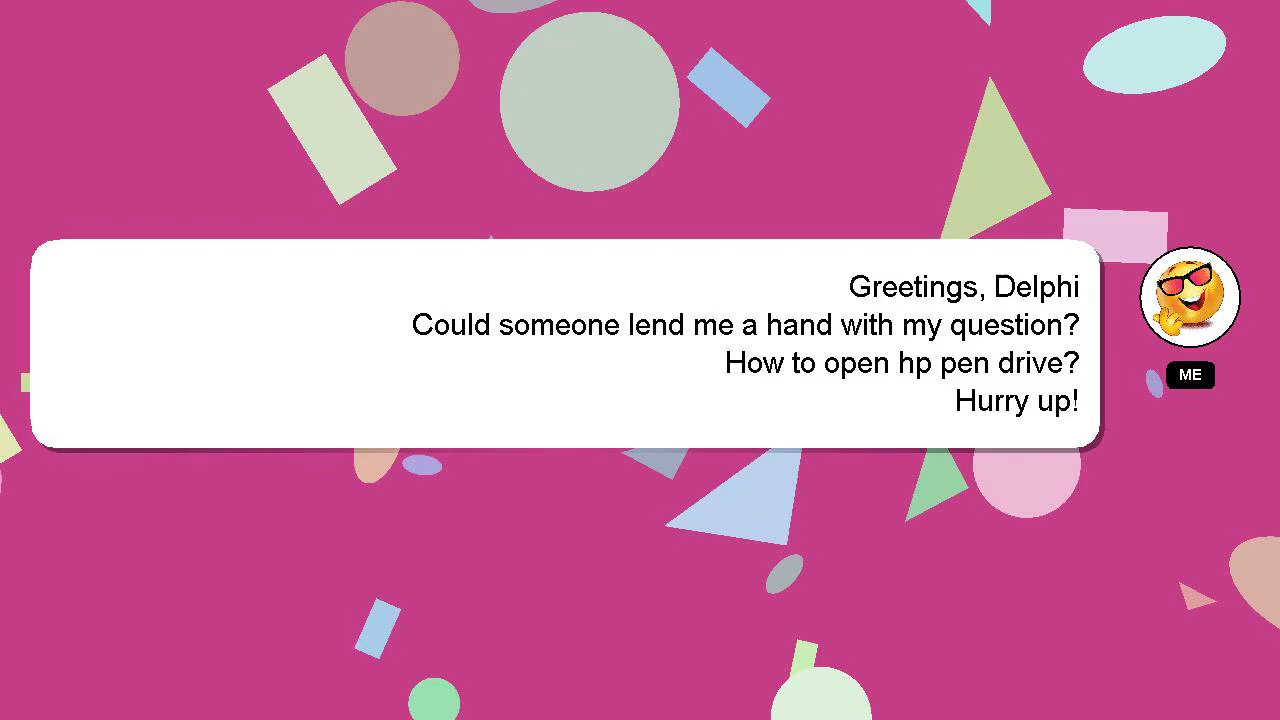 Greetings, Delphi
Could someone lend me a hand with my question?
How to open hp pen drive?
Hurry up!
ME